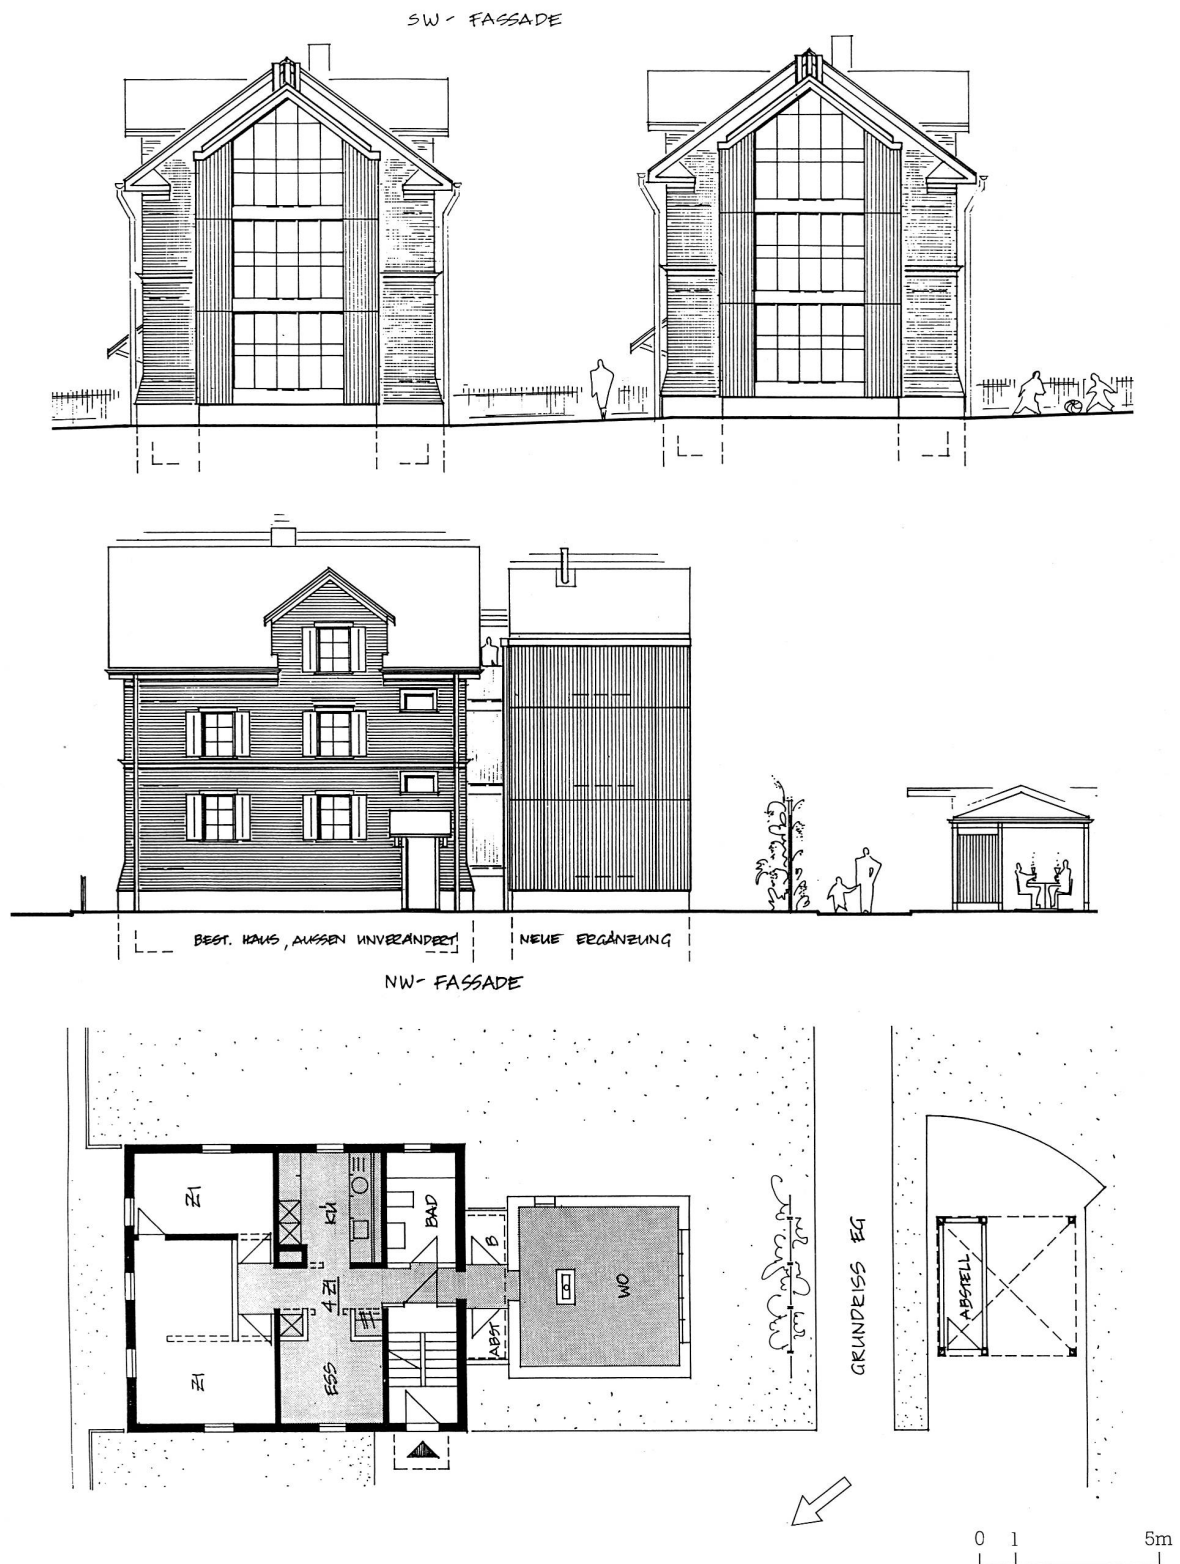 SW - FASSADE
BEST. HAUS, AUSSEN UNVERÄNDERT
NEUE ERGÄNZUNG
NW - FASSADE
ZI
KÜ
BAD
B
4 ZI
WO
ABST
ZI
ESS
GRUNDRISS EG
ABSTELL
0 1 5m